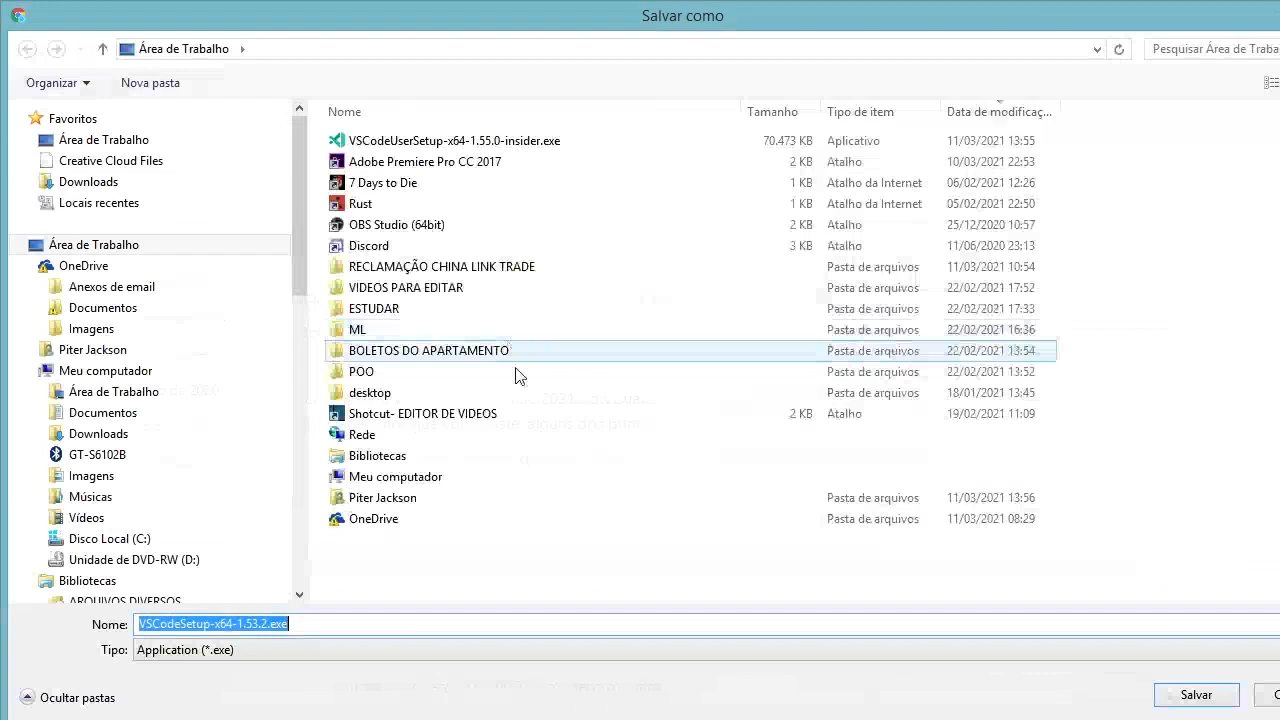 Salvar como
Área de Trabalho
Pesquisar Área de Traba
Organizar
Nova pasta
Favoritos
Área de Trabalho
Creative Cloud Files
Downloads
Locais recentes
Área de Trabalho
OneDrive
Anexos de email
Documentos
Imagens
Piter Jackson
Meu computador
Área de Trabalho
Documentos
Downloads
GT-S6102B
Imagens
Músicas
Vídeos
Disco Local (C:)
Unidade de DVD-RW (D:)
Bibliotecas
ARQUIVOS DIVERSOS
Nome Tamanho Tipo de item Data de modificaç...
VSCodeUserSetup-x64-1.55.0-insider.exe 70.473 KB Aplicativo 11/03/2021 13:55
Adobe Premiere Pro CC 2017 2 KB Atalho 10/03/2021 22:53
7 Days to Die 1 KB Atalho da Internet 06/02/2021 12:26
Rust 1 KB Atalho da Internet 05/02/2021 22:50
OBS Studio (64bit) 2 KB Atalho 25/12/2020 10:57
Discord 3 KB Atalho 11/06/2020 23:13
RECLAMAÇÃO CHINA LINK TRADE Pasta de arquivos 11/03/2021 10:54
VIDEOS PARA EDITAR Pasta de arquivos 22/02/2021 17:52
ESTUDAR Pasta de arquivos 22/02/2021 17:33
ML Pasta de arquivos 22/02/2021 16:36
BOLETOS DO APARTAMENTO Pasta de arquivos 22/02/2021 13:54
POO Pasta de arquivos 22/02/2021 13:52
desktop Pasta de arquivos 18/01/2021 13:45
Shotcut- EDITOR DE VIDEOS 2 KB Atalho 19/02/2021 11:09
Rede
Bibliotecas
Meu computador
Piter Jackson Pasta de arquivos 11/03/2021 13:56
OneDrive Pasta de arquivos 11/03/2021 08:29
Nome: VSCodeSetup-x64-1.53.2.exe
Tipo: Application (*.exe)
Ocultar pastas
Salvar
C